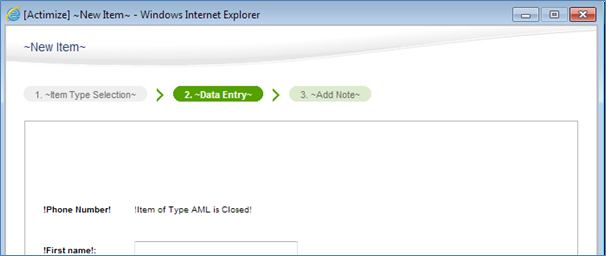 [Actimize] ~New Item~ - Windows Internet Explorer
~New Item~
1. ~Item Type Selection~ 2. ~Data Entry~ 3. ~Add Note~
!Phone Number! !Item of Type AML is Closed!
!First name!: